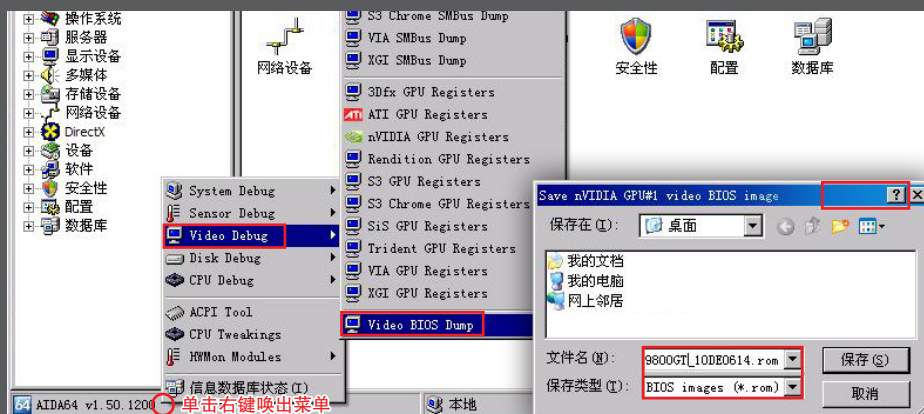 操作系统
服务器
显示设备
多媒体
存储设备
网络设备
DirectX
设备
软件
安全性
配置
数据库
网络设备
安全性
配置
数据库
S3 Chrome SMBus Dump
VIA SMBus Dump
XGI SMBus Dump
3Dfx GPU Registers
ATI GPU Registers
nVIDIA GPU Registers
Rendition GPU Registers
S3 GPU Registers
S3 Chrome GPU Registers
SiS GPU Registers
Trident GPU Registers
VIA GPU Registers
XGI GPU Registers
Video BIOS Dump
System Debug
Sensor Debug
Video Debug
Disk Debug
CPU Debug
ACPI Tool
CPU Tweakings
HWMon Modules
信息数据库状态(I)
Save nVIDIA GPU#1 video BIOS image
保存在(I):
桌面
我的文档
我的电脑
网上邻居
文件名(N):
9800GT_10DE0614.rom
保存(S)
保存类型(T):
BIOS images (*.rom)
取消
64 AIDA64 v1.50.1200
单击右键唤出菜单
本地